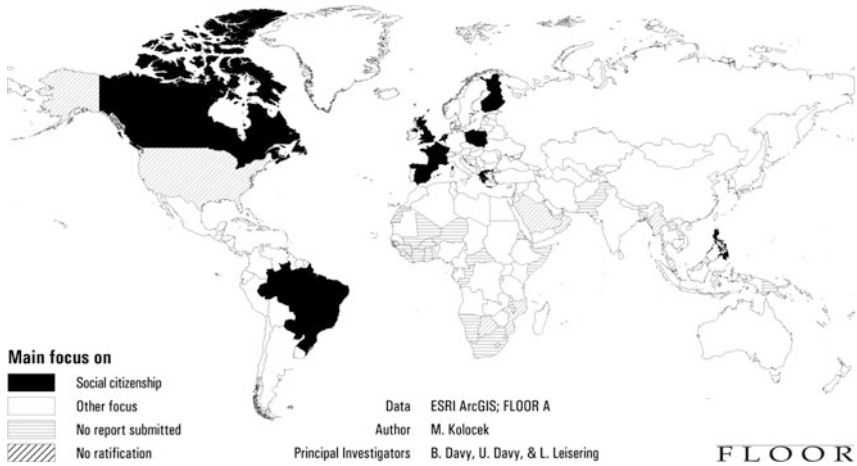 Main focus on
Social citizenship
Other focus
No report submitted
No ratification
Data ESRI ArcGIS; FLOOR A
Author M. Kolocek
Principal Investigators B. Davy, U. Davy, & L. Leisering
FLOOR